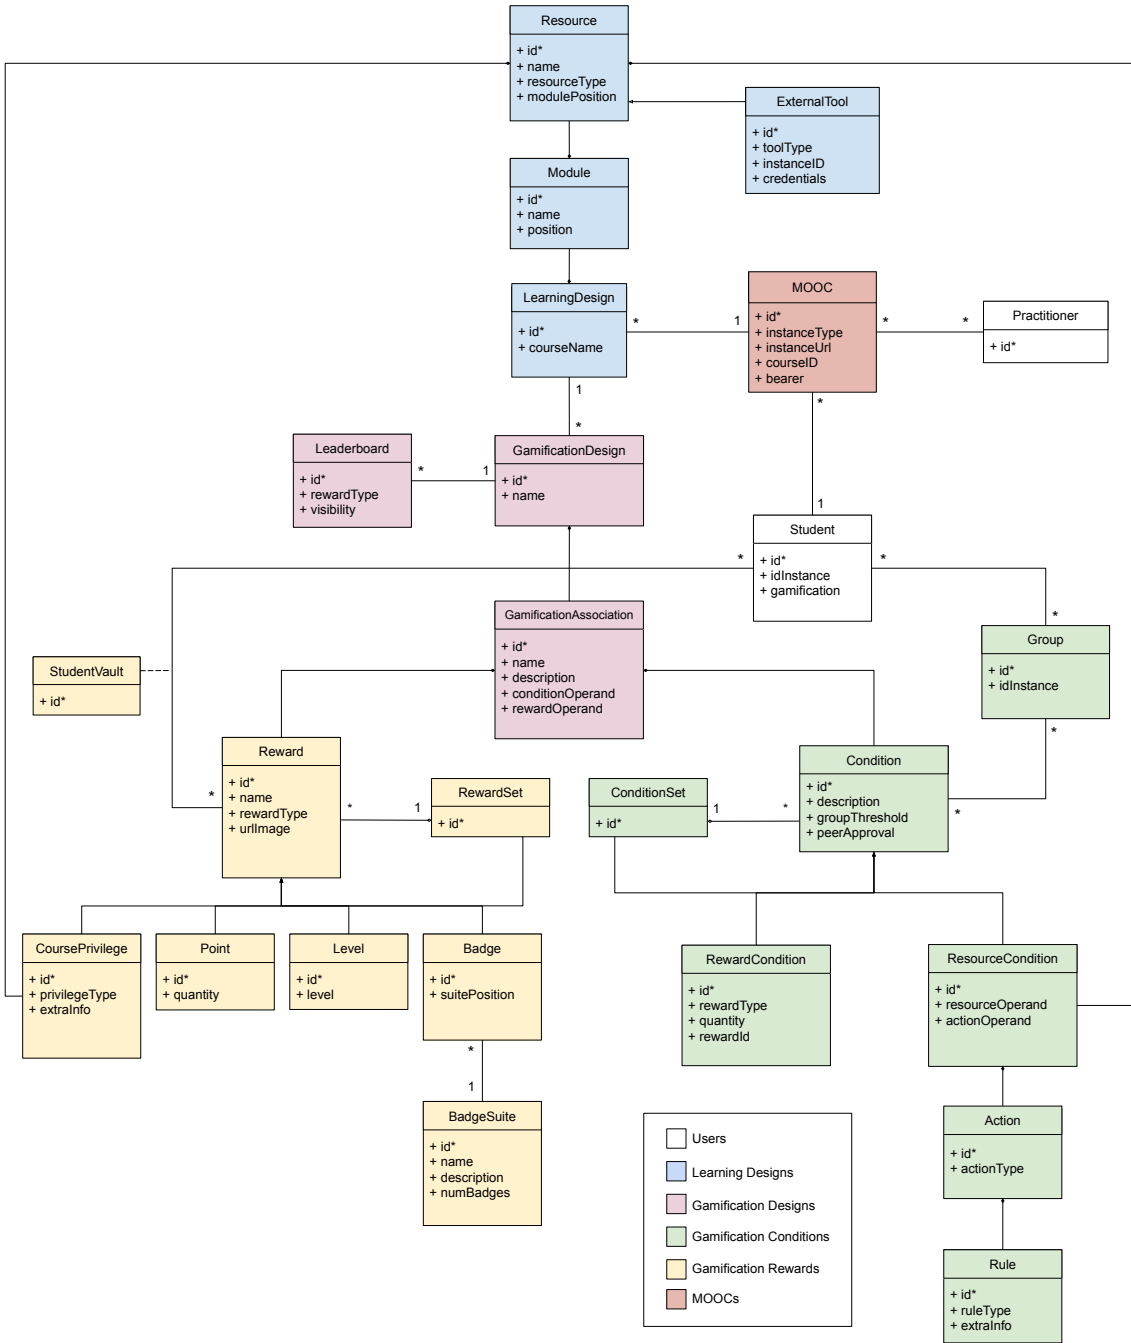 Resource
+ id*
+ name
+ resourceType
+ modulePosition
ExternalTool
+ id*
+ toolType
+ instanceID
+ credentials
Module
+ id*
+ name
+ position
LearningDesign
+ id*
+ courseName
*
1
MOOC
+ id*
+ instanceType
+ instanceUrl
+ courseID
+ bearer
*
*
Practitioner
+ id*
1
*
*
Leaderboard
+ id*
+ rewardType
+ visibility
*
1
GamificationDesign
+ id*
+ name
1
Student
+ id*
+ idInstance
+ gamification
*
*
*
GamificationAssociation
+ id*
+ name
+ description
+ conditionOperand
+ rewardOperand
Group
+ id*
+ idInstance
*
StudentVault
+ id*
Reward
+ id*
+ name
+ rewardType
+ urlImage
*
*
1
RewardSet
+ id*
ConditionSet
+ id*
1
*
Condition
+ id*
+ description
+ groupThreshold
+ peerApproval
*
CoursePrivilege
+ id*
+ privilegeType
+ extraInfo
Point
+ id*
+ quantity
Level
+ id*
+ level
Badge
+ id*
+ suitePosition
*
1
RewardCondition
+ id*
+ rewardType
+ quantity
+ rewardId
ResourceCondition
+ id*
+ resourceOperand
+ actionOperand
BadgeSuite
+ id*
+ name
+ description
+ numBadges
Action
+ id*
+ actionType
Rule
+ id*
+ ruleType
+ extraInfo
Users
Learning Designs
Gamification Designs
Gamification Conditions
Gamification Rewards
MOOCs